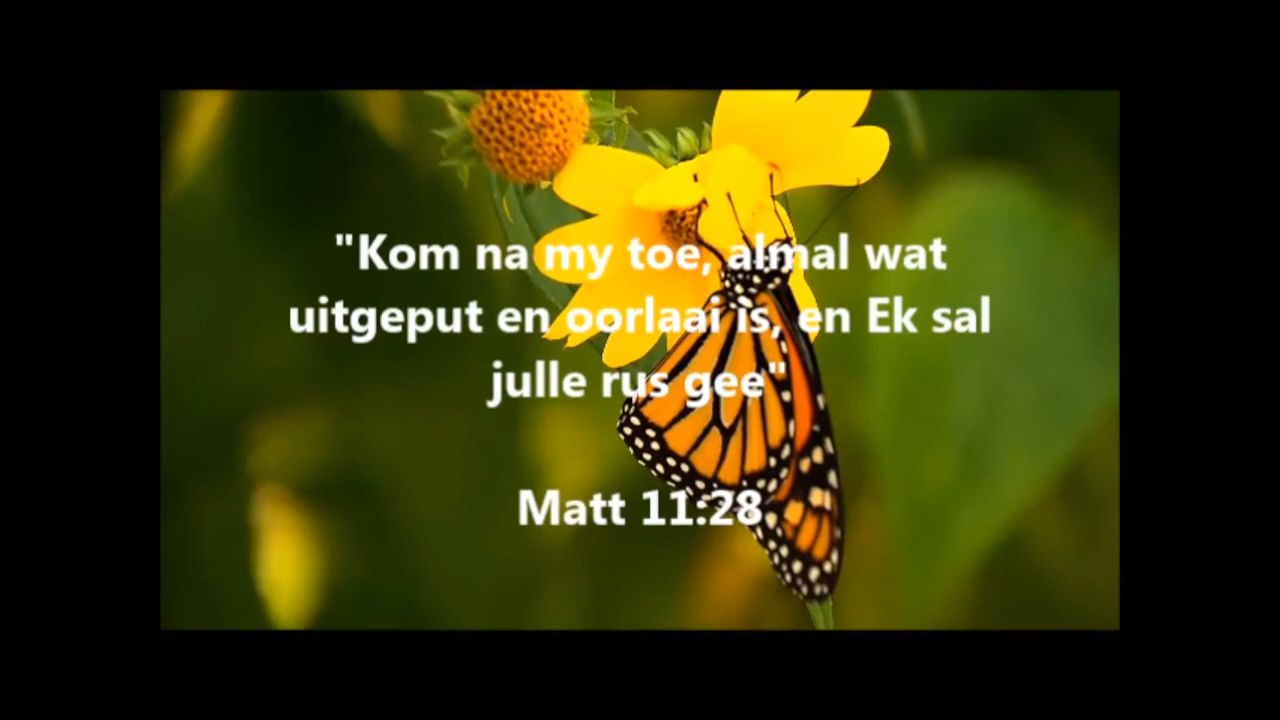 "Kom na my toe, almal wat
uitgeput en oorlaai is, en Ek sal
julle rus gee"
Matt 11:28